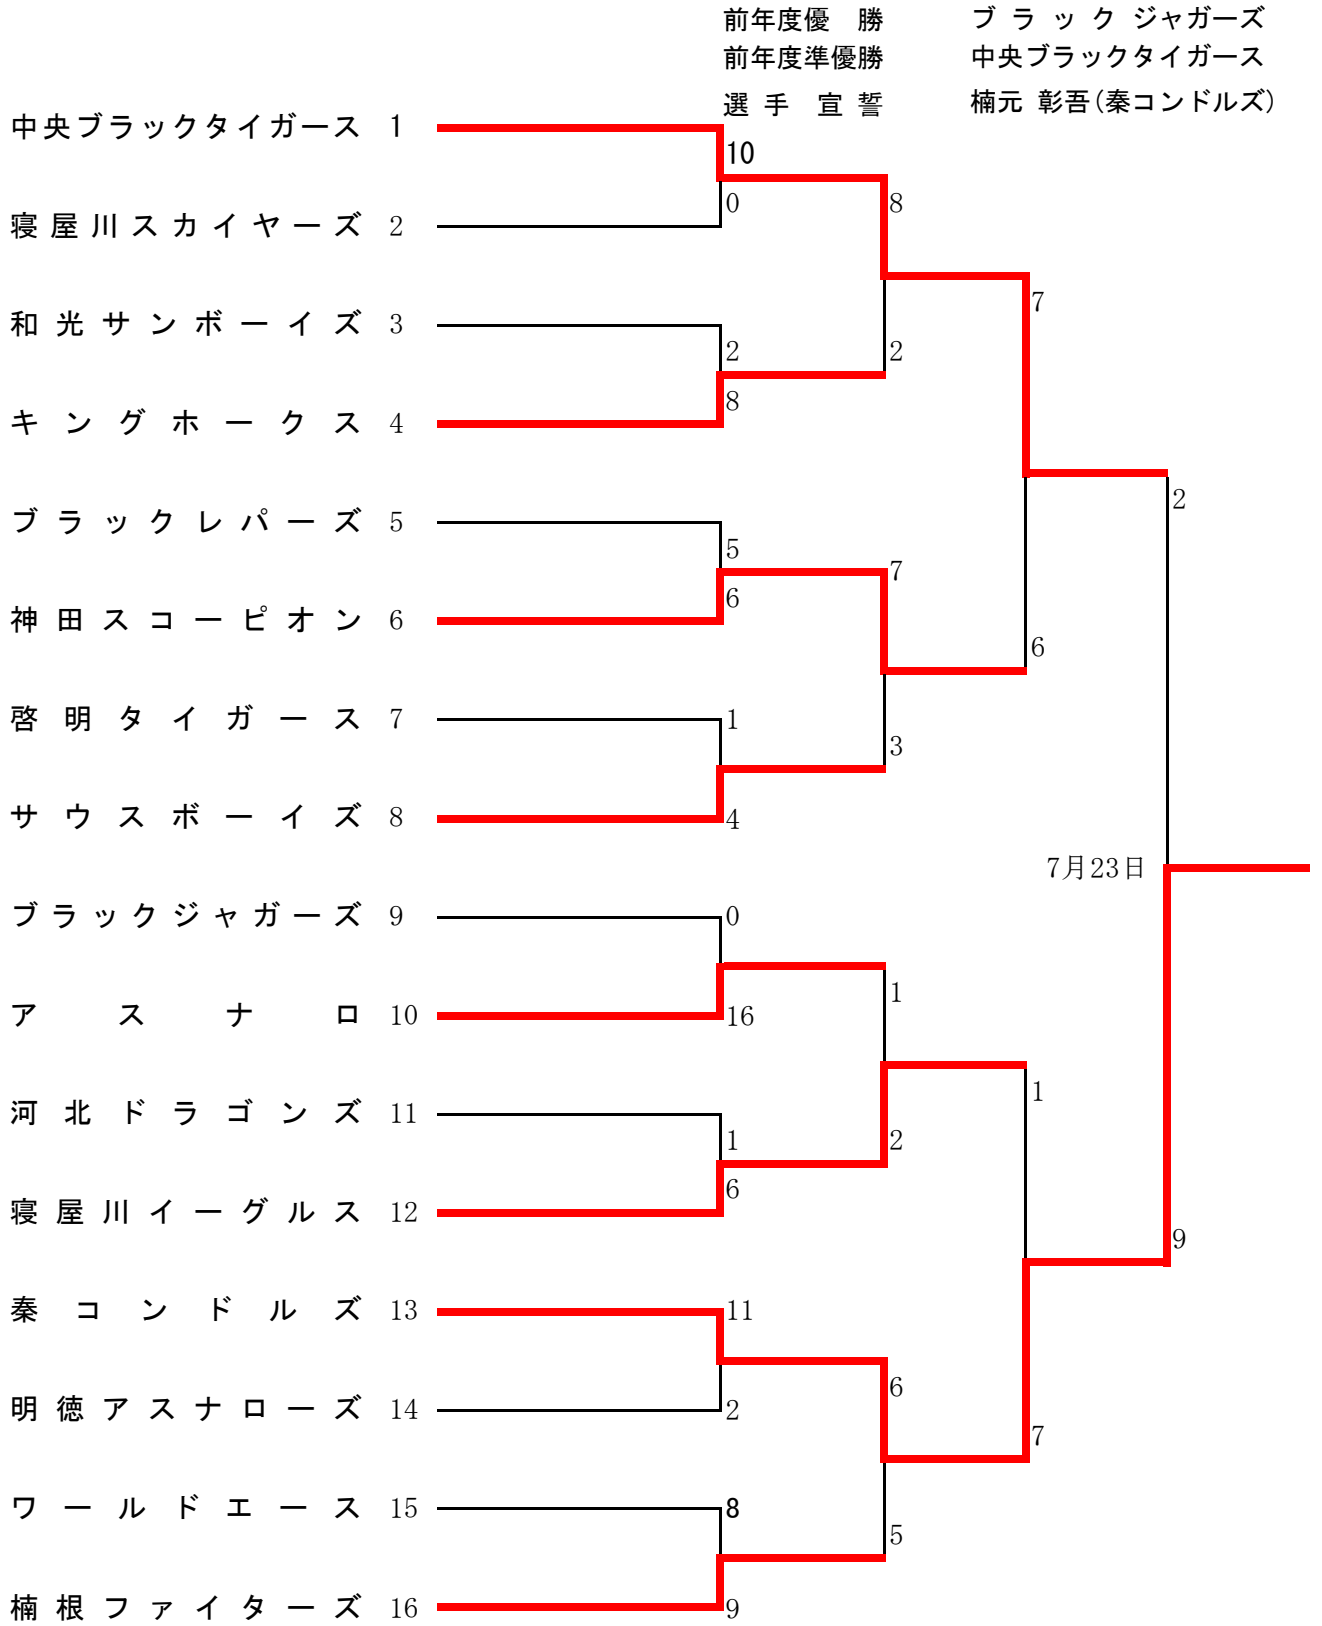 前年度優　勝　ブラックジャガーズ
前年度準優勝　中央ブラックタイガース
選手宣誓　楠元 彰吾(秦コンドルズ)
中央ブラックタイガース 1
10
0
8
寝屋川スカイヤーズ 2
7
和光サンボーイズ 3
2
2
8
キングホークス 4
2
ブラックレパーズ 5
5
7
6
神田スコーピオン 6
6
啓明タイガース 7
1
3
サウスボーイズ 8
4
7月23日
ブラックジャガーズ 9
0
1
アスナロ 10
16
1
河北ドラゴンズ 11
1
2
6
寝屋川イーグルス 12
9
秦コンドルズ 13
11
6
明徳アスナローズ 14
2
7
ワールドエース 15
8
5
楠根ファイターズ 16
9